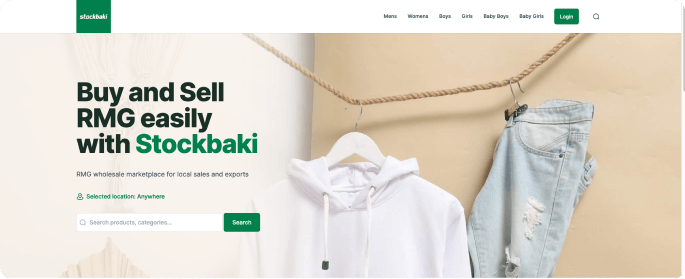 stockbaki
Mens Womens Boys Girls Baby Boys Baby Girls Login
Buy and Sell
RMG easily
with Stockbaki
RMG wholesale marketplace for local sales and exports
Selected location: Anywhere
Search products, categories... Search